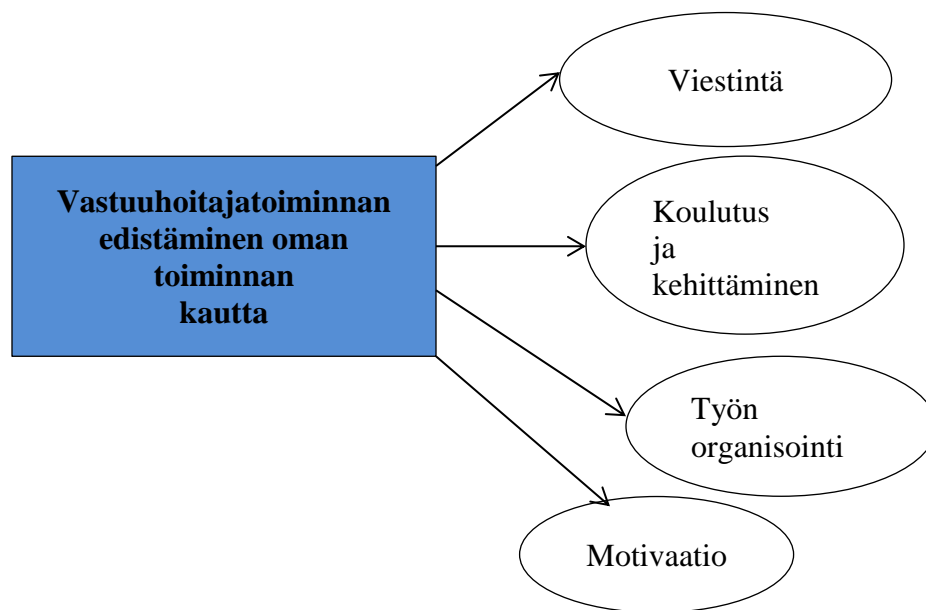 Vastuuhoitajatoiminnan
edistäminen oman
toiminnan
kautta
Viestintä
Koulutus
ja
kehittäminen
Työn
organisointi
Motivaatio